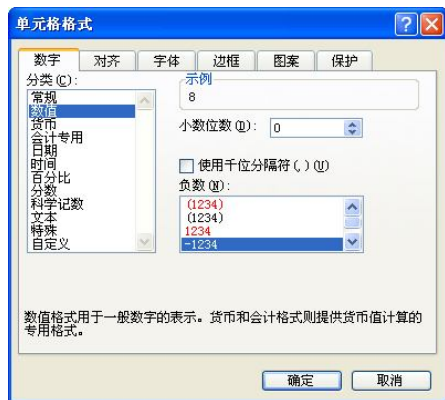 单元格格式
数字 对齐 字体 边框 图案 保护
分类(C):
常规
数值
货币
会计专用
日期
时间
百分比
分数
科学记数
文本
特殊
自定义
示例
8
小数位数(D): 0
使用千位分隔符(,)(U)
负数(N):
(1234)
(1234)
1234
-1234
数值格式用于一般数字的表示。货币和会计格式则提供货币值计算的
专用格式。
确定 取消